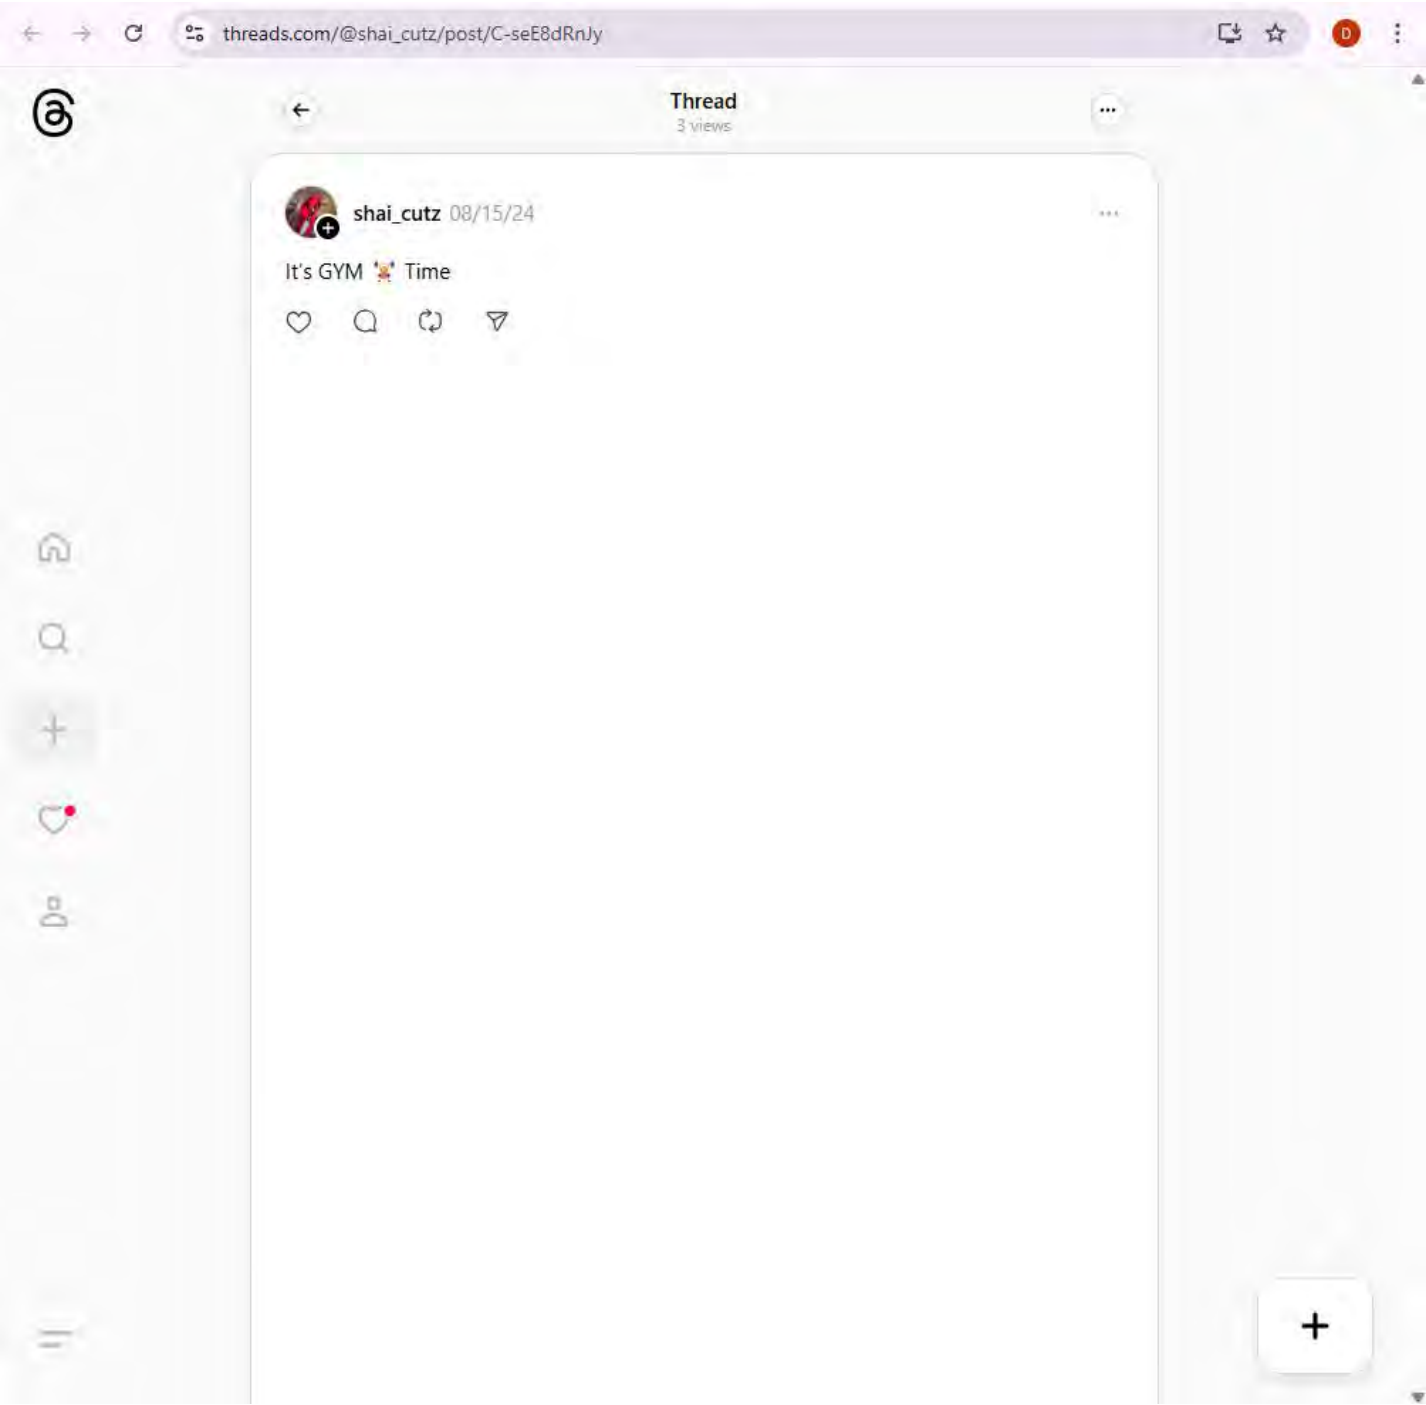 threads.com/@shai_cutz/post/C-seE8dRnJy
D
Thread
3 views
shai_cutz 08/15/24
It's GYM 🏋️ Time